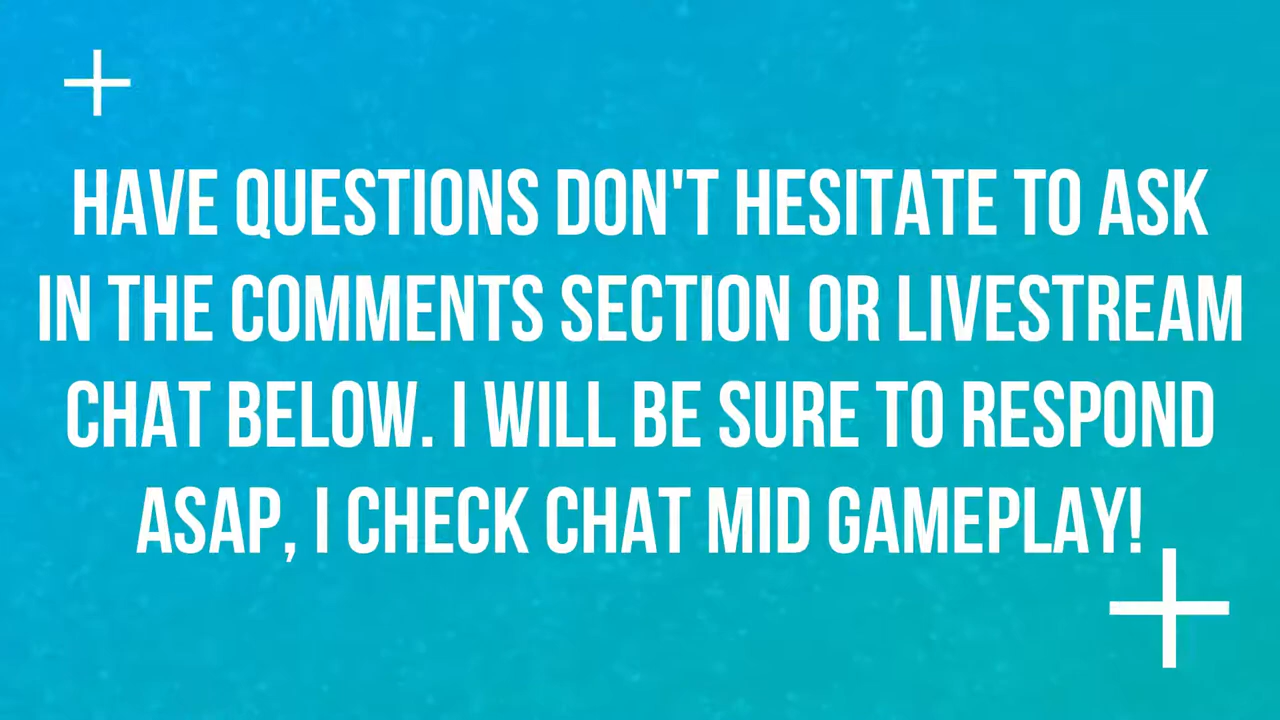 HAVE QUESTIONS DON'T HESITATE TO ASK
IN THE COMMENTS SECTION OR LIVESTREAM
CHAT BELOW. I WILL BE SURE TO RESPOND
ASAP, I CHECK CHAT MID GAMEPLAY!